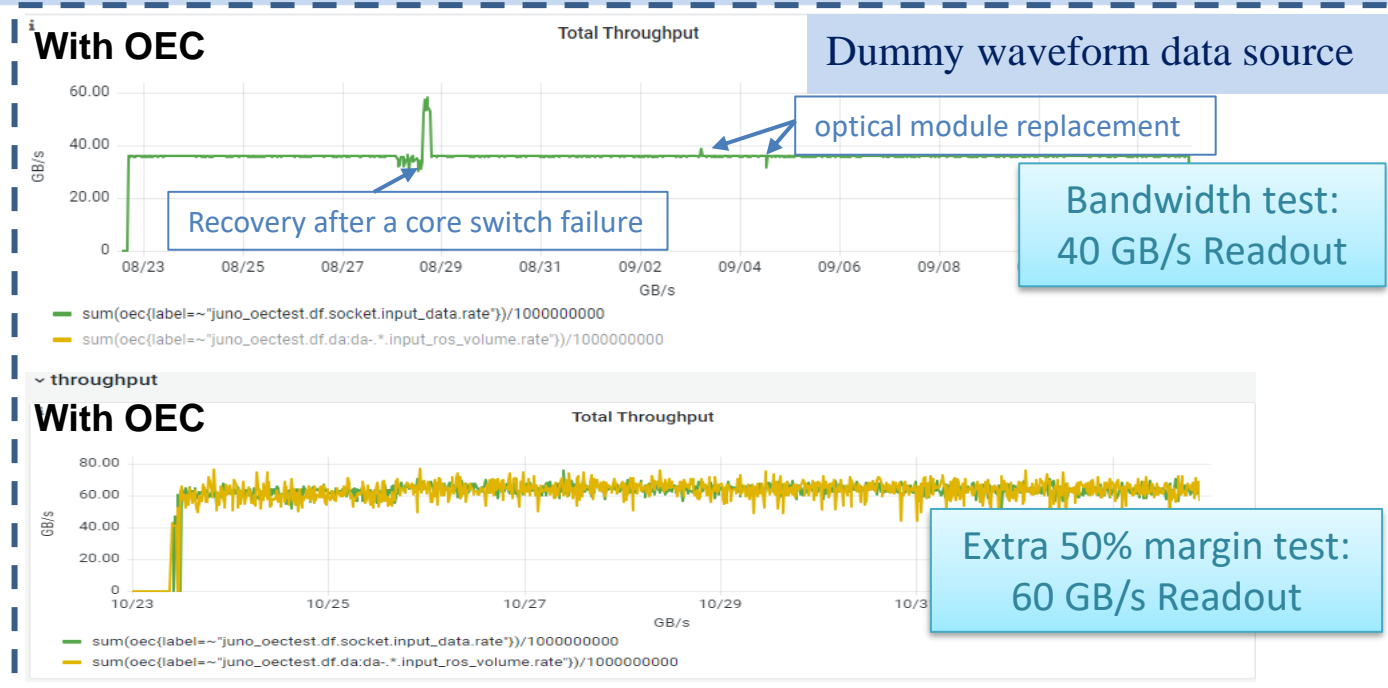 i
With OEC
Total Throughput
Dummy waveform data source
60.00
40.00
20.00
0
GB/s
optical module replacement
Recovery after a core switch failure
Bandwidth test:
40 GB/s Readout
08/23 08/25 08/27 08/29 08/31 09/02 09/04 09/06 09/08
GB/s
sum(oec{label=~"juno_oectest.df.socket.input_data.rate"})/1000000000
sum(oec{label=~"juno_oectest.df.da:da-.*.input_ros_volume.rate"})/1000000000
throughput
With OEC
Total Throughput
80.00
60.00
40.00
20.00
0
GB/s
Extra 50% margin test:
60 GB/s Readout
10/23 10/25 10/27 10/29
GB/s
sum(oec{label=~"juno_oectest.df.socket.input_data.rate"})/1000000000
sum(oec{label=~"juno_oectest.df.da:da-.*.input_ros_volume.rate"})/1000000000